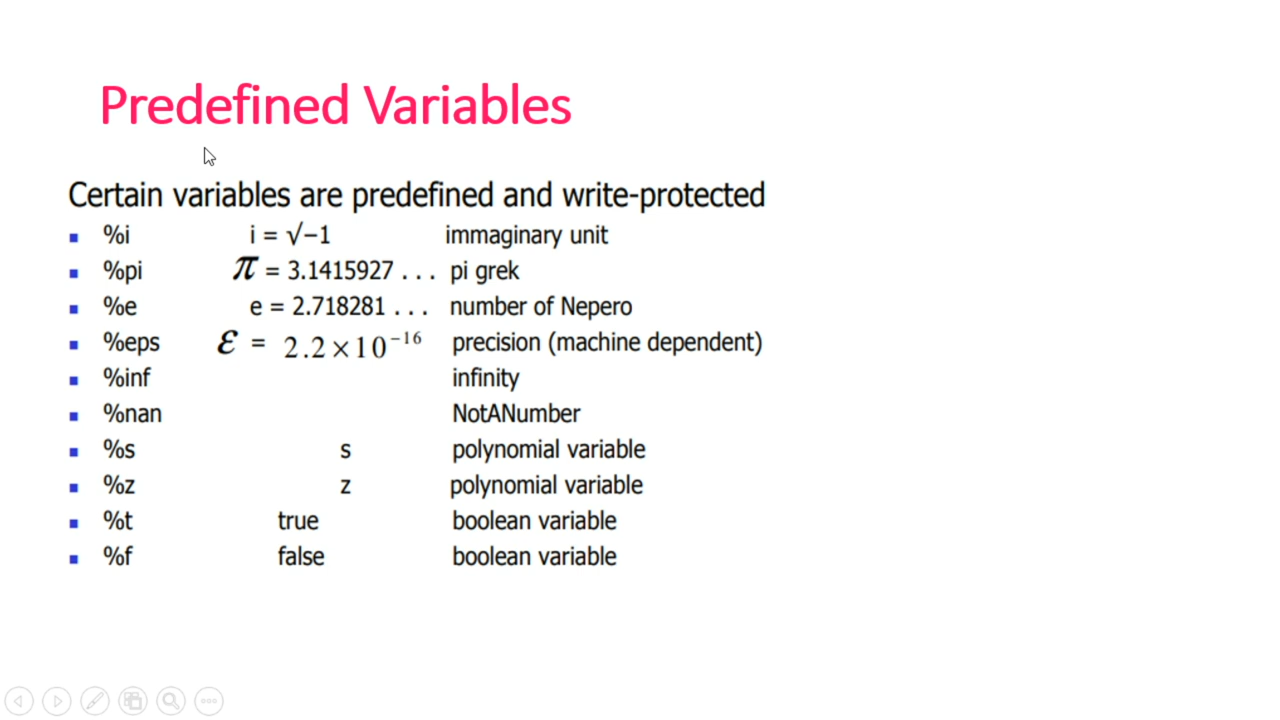 Predefined Variables
Certain variables are predefined and write-protected
%i i = √−1 immaginary unit
%pi π = 3.1415927 . . . pi grek
%e e = 2.718281 . . . number of Nepero
%eps ε = 2.2×10⁻¹⁶ precision (machine dependent)
%inf infinity
%nan NotANumber
%s s polynomial variable
%z z polynomial variable
%t true boolean variable
%f false boolean variable